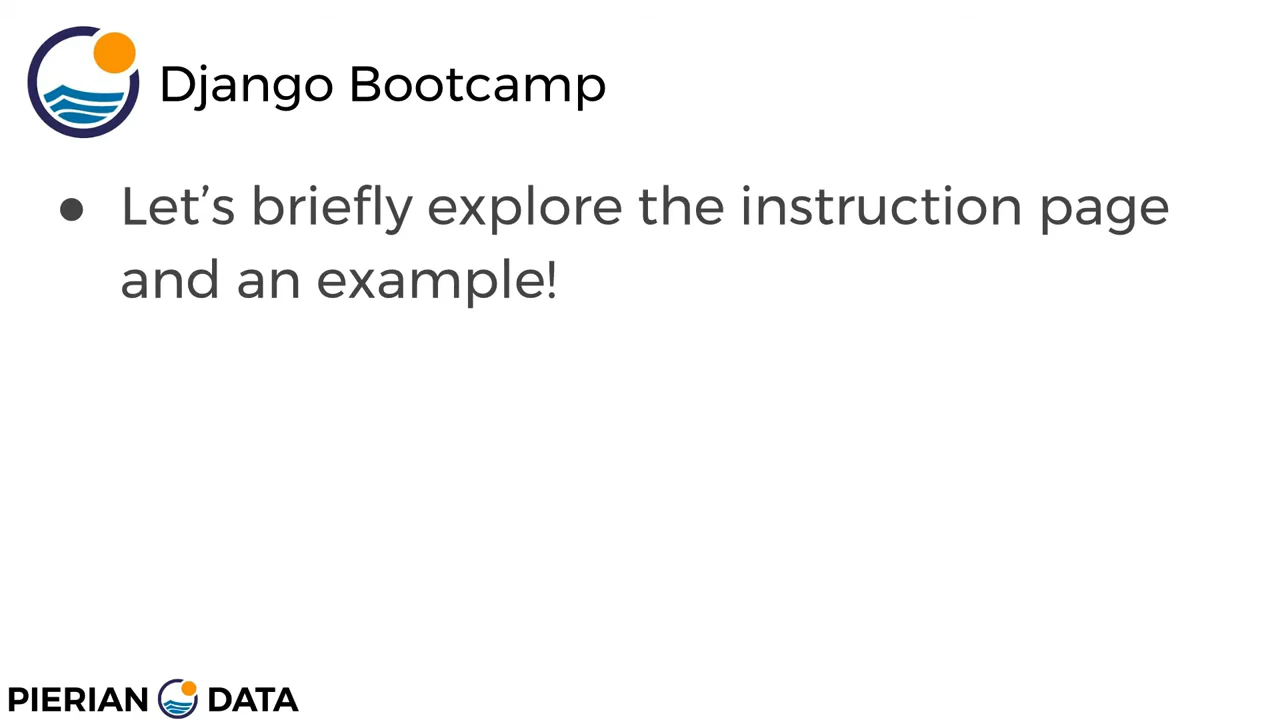 Django Bootcamp
● Let’s briefly explore the instruction page
and an example!
PIERIAN DATA